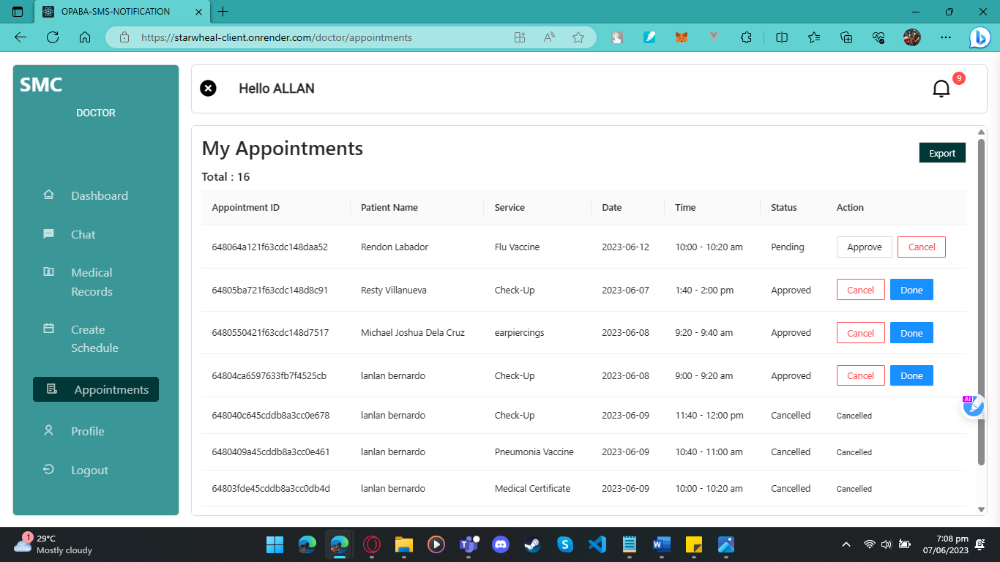 OPABA-SMS-NOTIFICATION
https://starwheal-client.onrender.com/doctor/appointments
SMC
DOCTOR
Dashboard
Chat
Medical
Records
Create
Schedule
Appointments
Profile
Logout
Hello ALLAN
9
My Appointments
Export
Total : 16
Appointment ID Patient Name Service Date Time Status Action
648064a121f63cdc148daa52 Rendon Labador Flu Vaccine 2023-06-12 10:00 - 10:20 am Pending Approve Cancel
64805ba721f63cdc148d8c91 Resty Villanueva Check-Up 2023-06-07 1:40 - 2:00 pm Approved Cancel Done
6480550421f63cdc148d7517 Michael Joshua Dela Cruz earpiercings 2023-06-08 9:20 - 9:40 am Approved Cancel Done
64804ca6597633fb7f4525cb lanlan bernardo Check-Up 2023-06-08 9:00 - 9:20 am Approved Cancel Done
648040c645cddb8a3cc0e678 lanlan bernardo Check-Up 2023-06-09 11:40 - 12:00 pm Cancelled Cancelled
6480409a45cddb8a3cc0e461 lanlan bernardo Pneumonia Vaccine 2023-06-09 10:40 - 11:00 am Cancelled Cancelled
64803fde45cddb8a3cc0db4d lanlan bernardo Medical Certificate 2023-06-09 10:00 - 10:20 am Cancelled Cancelled
AI
1
29°C
Mostly cloudy
7:08 pm
07/06/2023